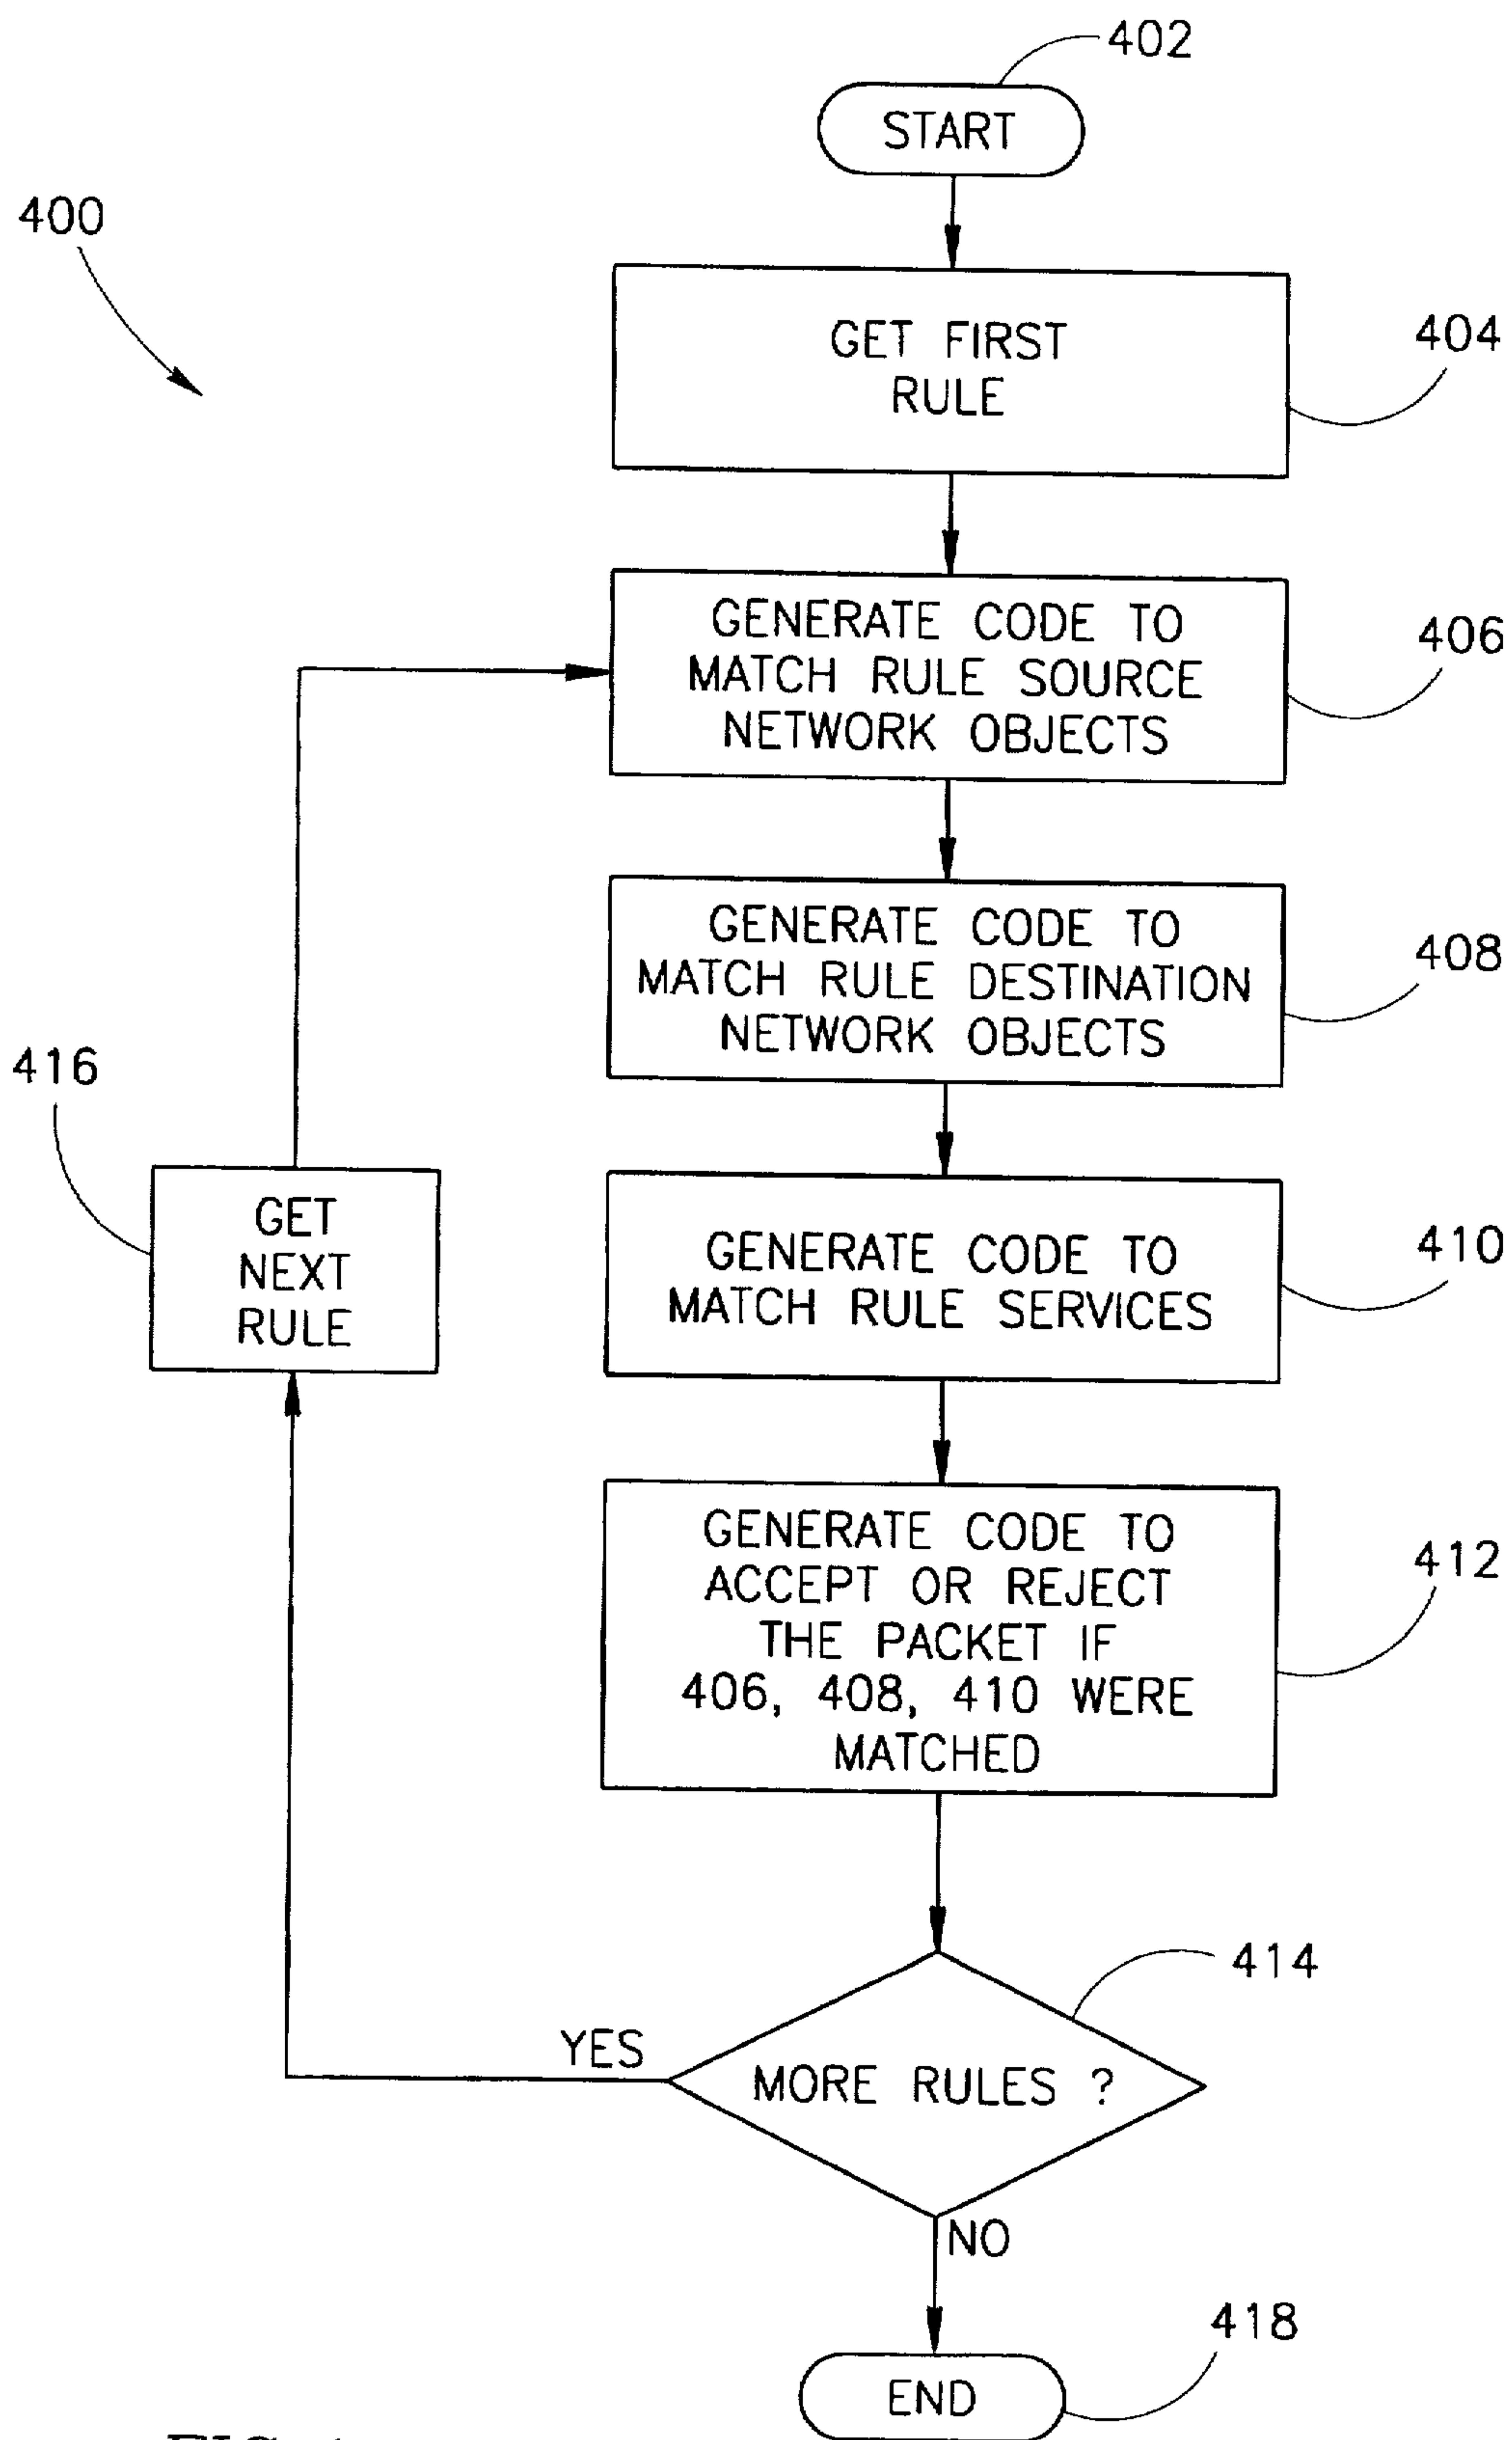 402
START
400
GET FIRST
RULE
404
GENERATE CODE TO
MATCH RULE SOURCE
NETWORK OBJECTS
406
GENERATE CODE TO
MATCH RULE DESTINATION
NETWORK OBJECTS
408
416
GET
NEXT
RULE
GENERATE CODE TO
MATCH RULE SERVICES
410
GENERATE CODE TO
ACCEPT OR REJECT
THE PACKET IF
406, 408, 410 WERE
MATCHED
412
414
YES
MORE RULES ?
NO
418
END